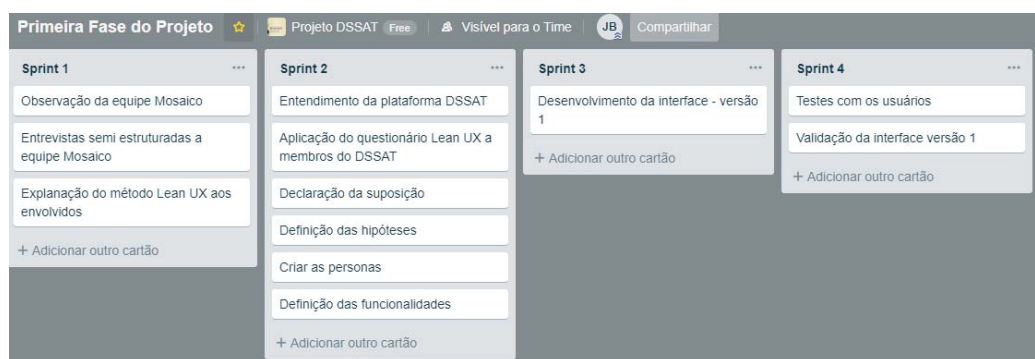 Primeira Fase do Projeto
Projeto DSSAT Free
Visível para o Time
JB
Compartilhar
Sprint 1
Observação da equipe Mosaico
Entrevistas semi estruturadas a
equipe Mosaico
Explanação do método Lean UX aos
envolvidos
+ Adicionar outro cartão
Sprint 2
Entendimento da plataforma DSSAT
Aplicação do questionário Lean UX a
membros do DSSAT
Declaração da suposição
Definição das hipóteses
Criar as personas
Definição das funcionalidades
+ Adicionar outro cartão
Sprint 3
Desenvolvimento da interface - versão
1
+ Adicionar outro cartão
Sprint 4
Testes com os usuários
Validação da interface versão 1
+ Adicionar outro cartão